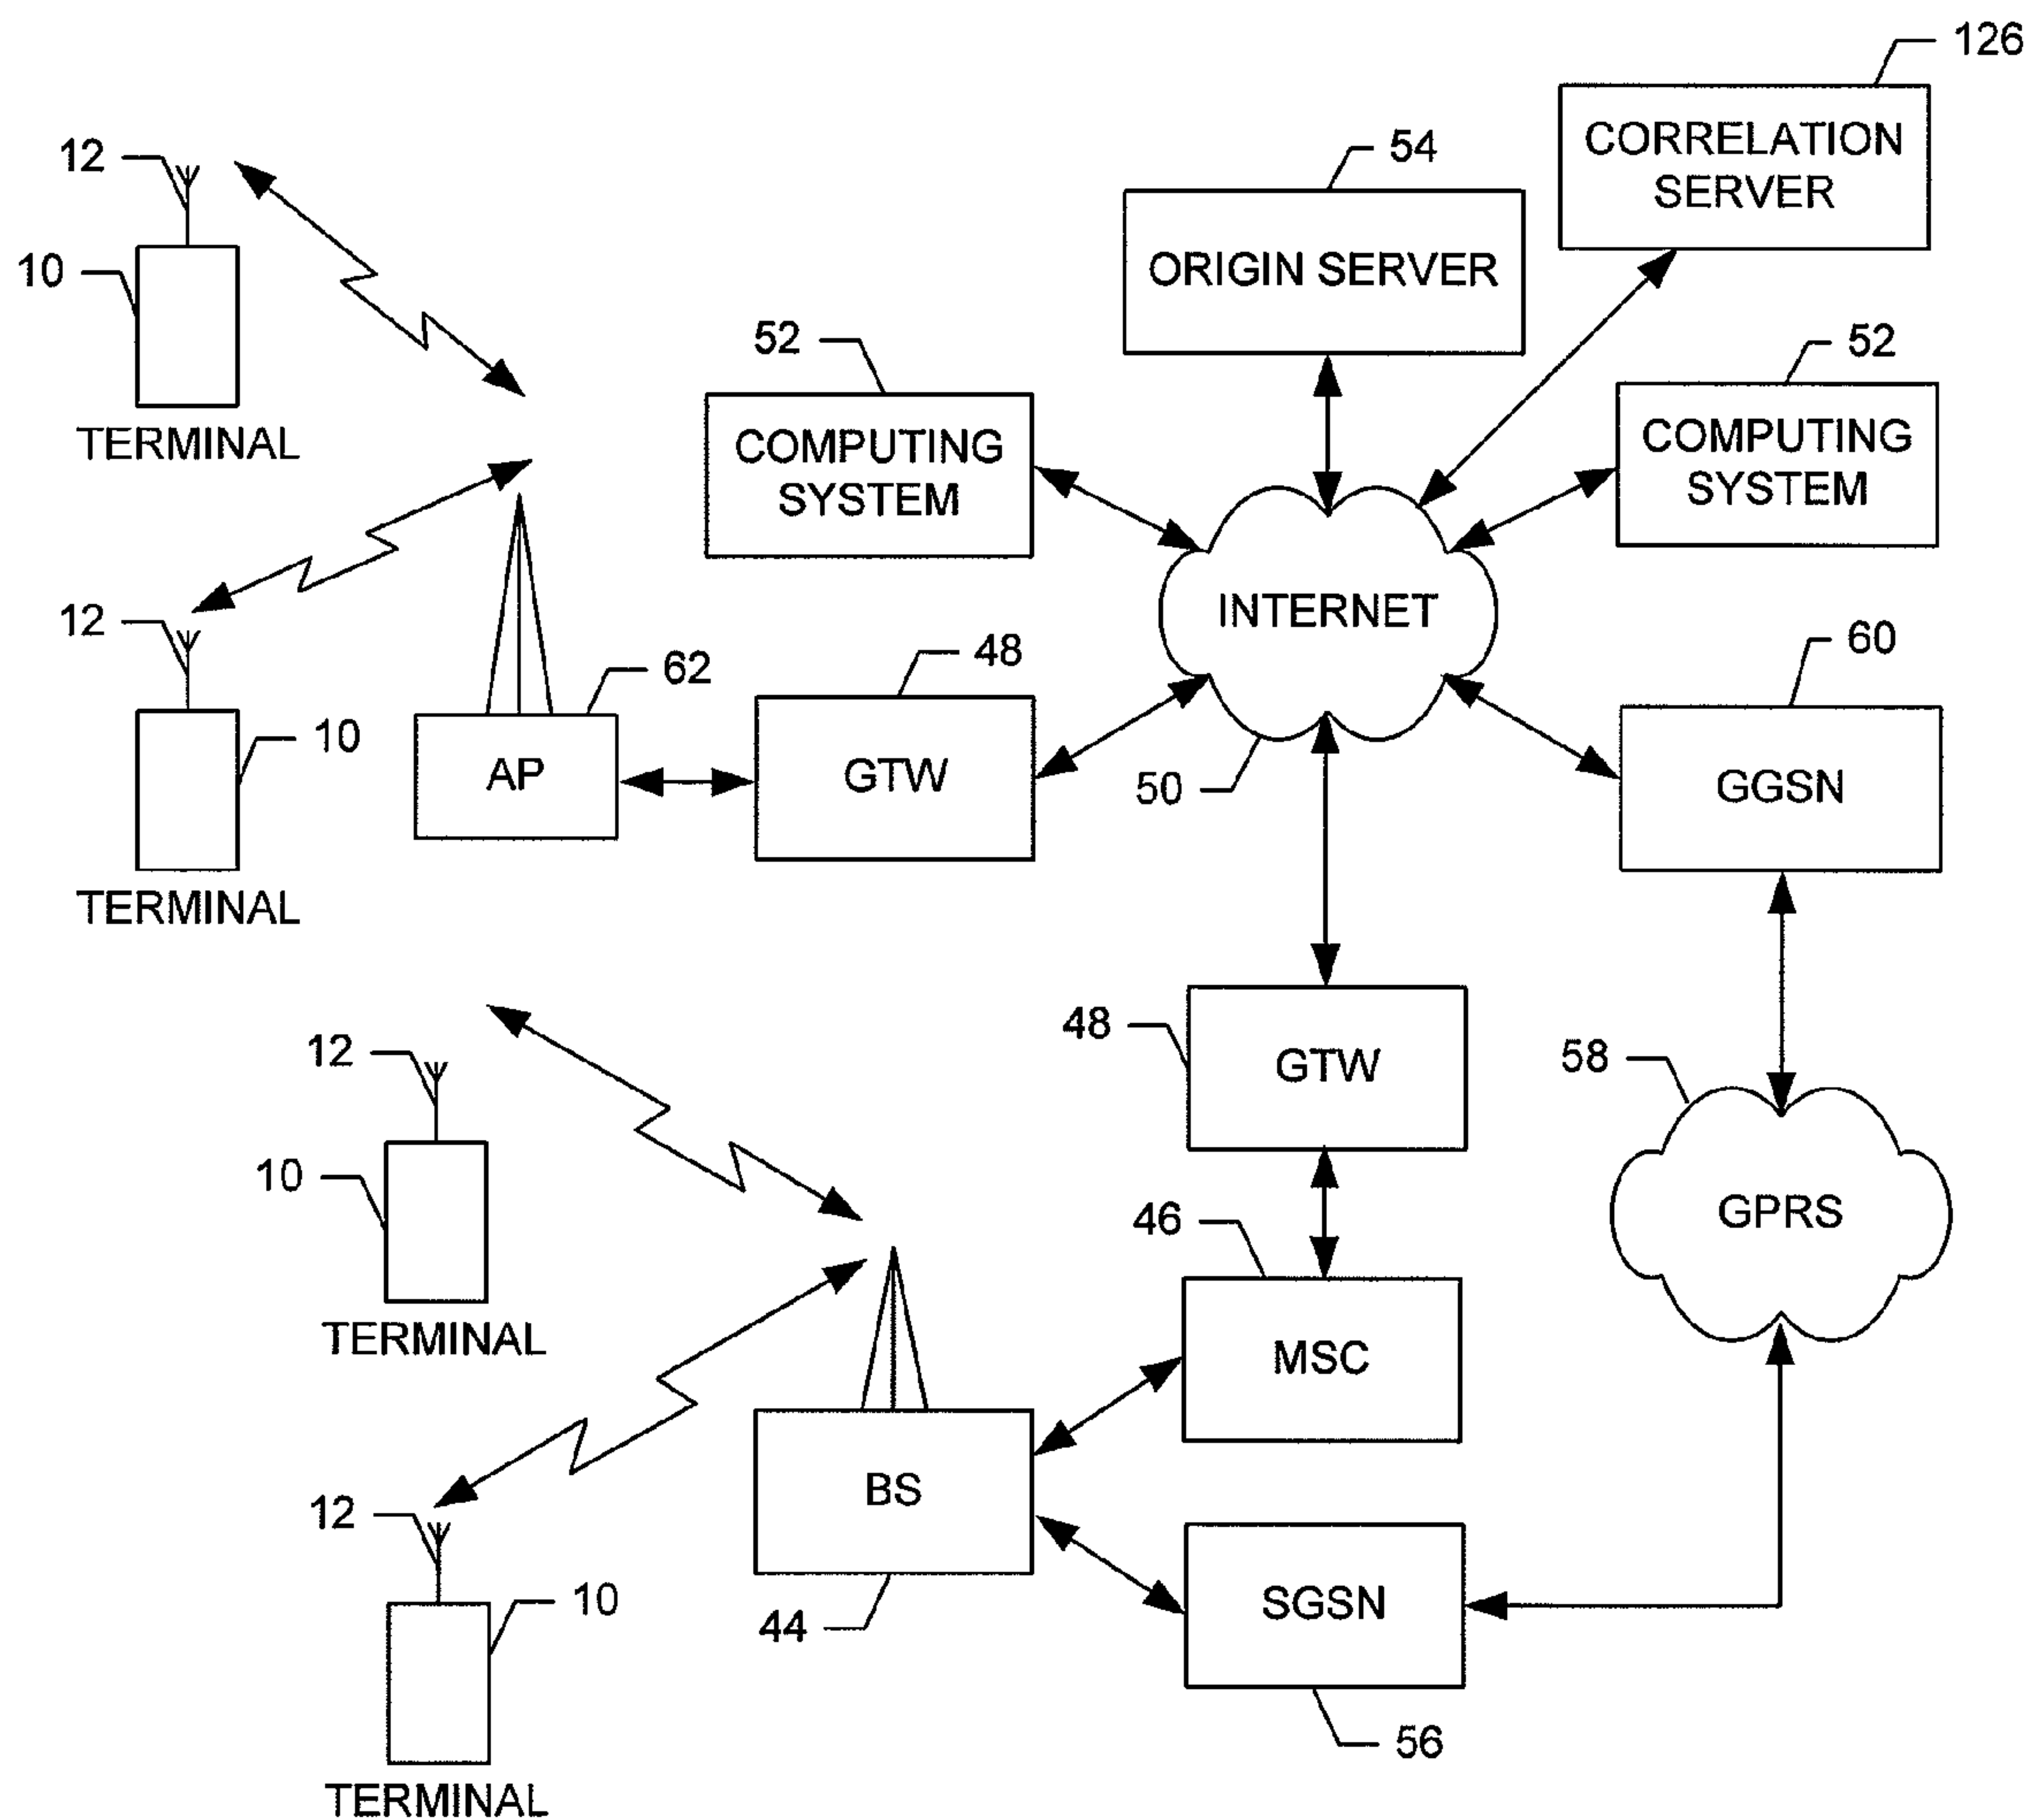 126
CORRELATION
SERVER
54
ORIGIN SERVER
12
10
TERMINAL
52
COMPUTING
SYSTEM
52
COMPUTING
SYSTEM
INTERNET
50
12
10
TERMINAL
62
AP
48
GTW
60
GGSN
48
GTW
58
GPRS
12
10
TERMINAL
46
MSC
BS
44
12
10
TERMINAL
SGSN
56